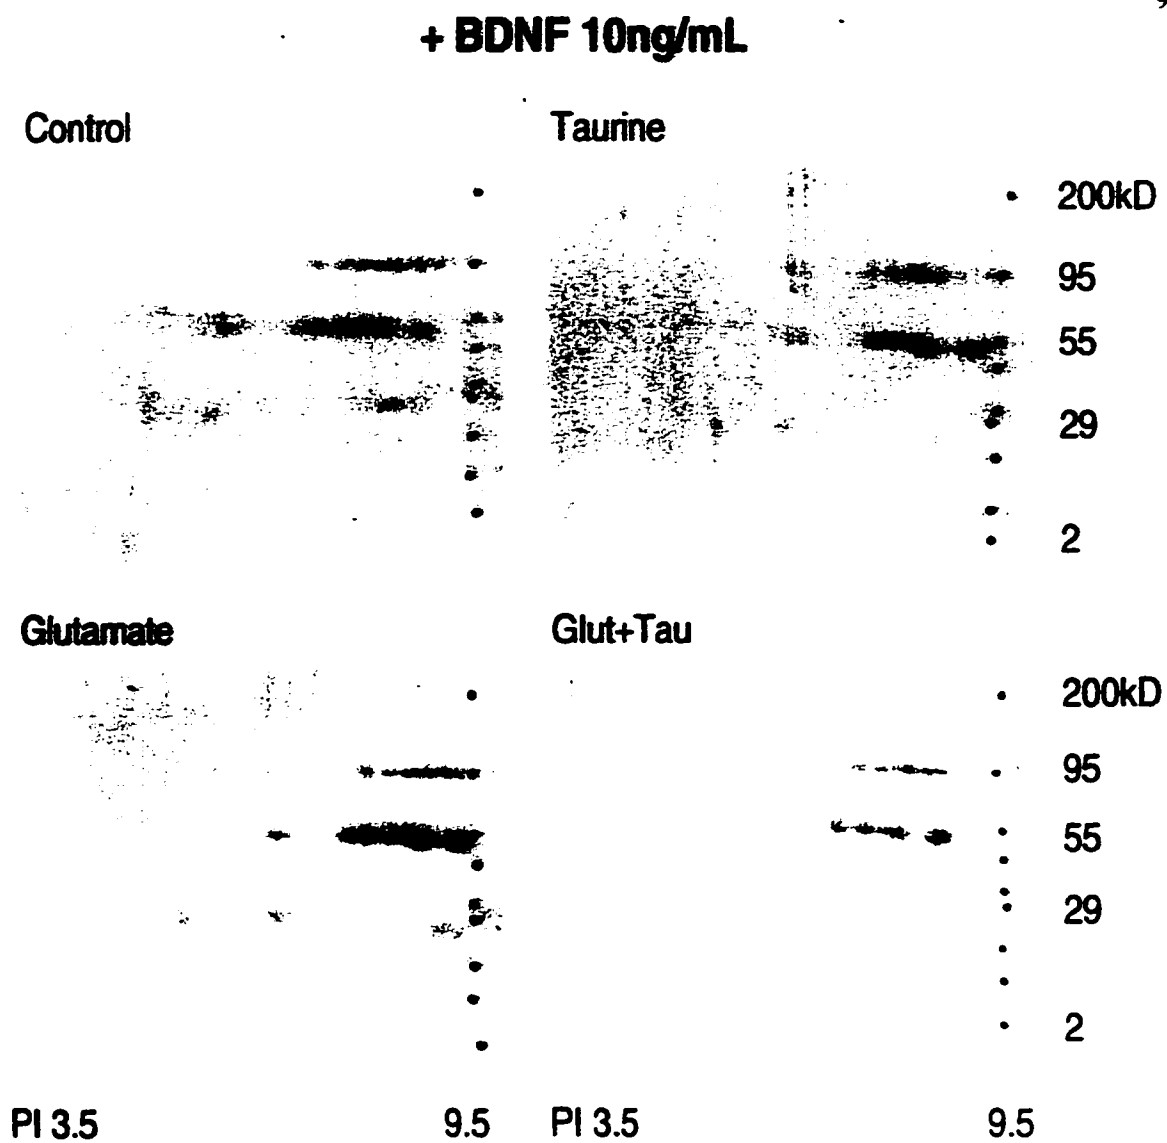 + BDNF 10ng/mL
Control
Taurine
200kD
95
55
29
2
Glutamate
Glut+Tau
200kD
95
55
29
2
PI 3.5
9.5
PI 3.5
9.5